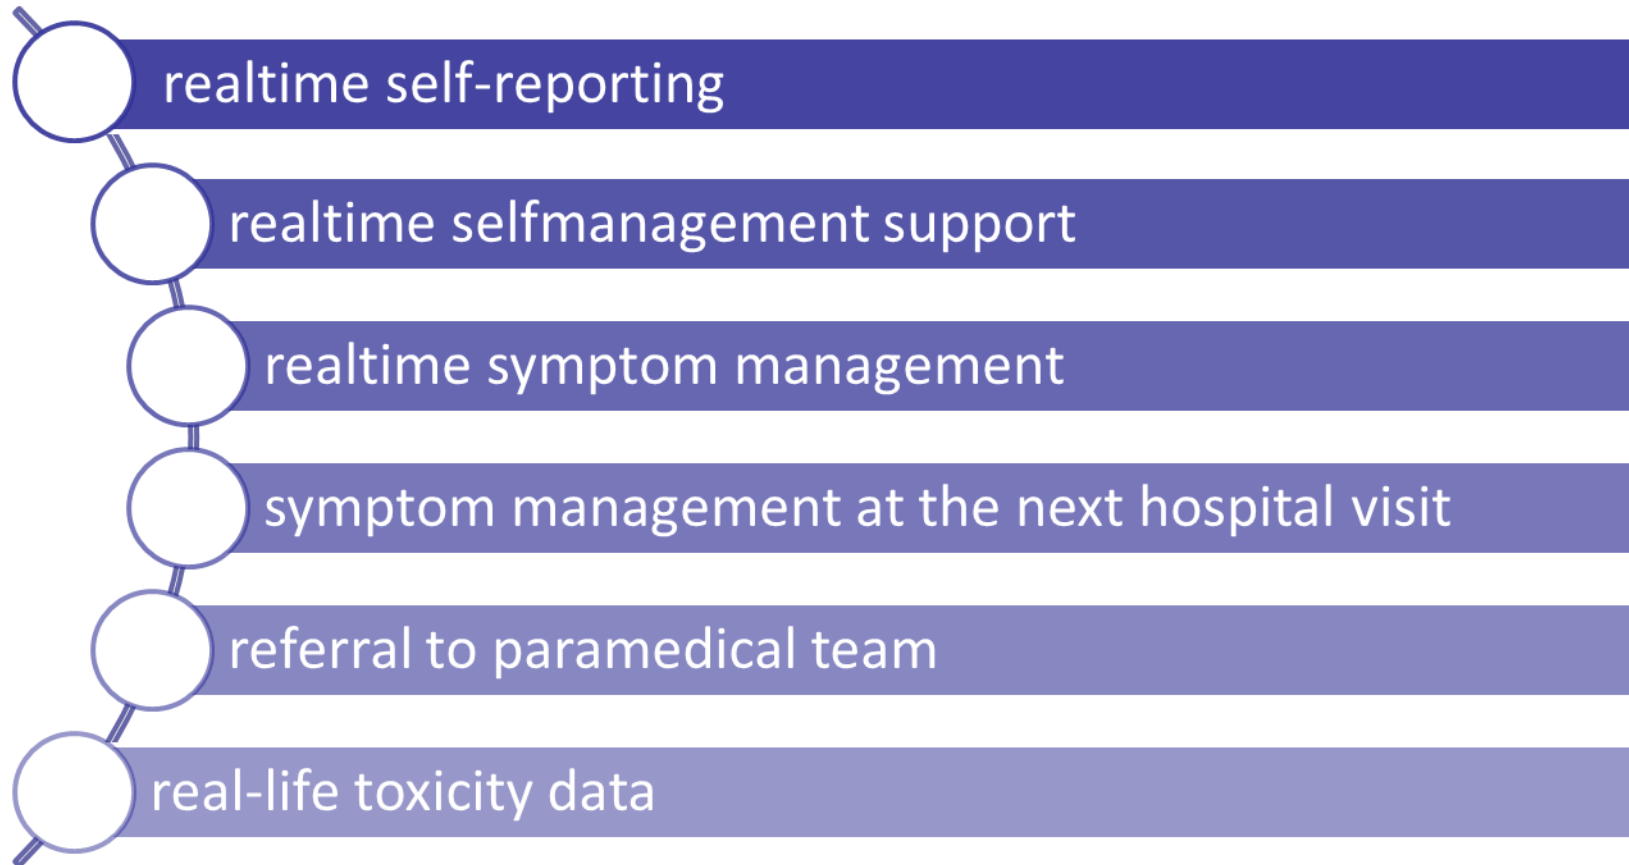 realtime self-reporting
realtime selfmanagement support
realtime symptom management
symptom management at the next hospital visit
referral to paramedical team
real-life toxicity data